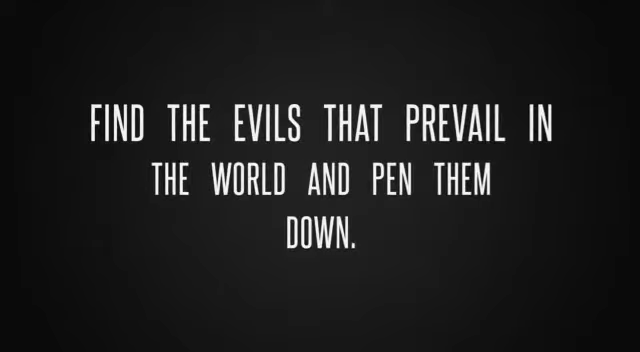 FIND THE EVILS THAT PREVAIL IN
THE WORLD AND PEN THEM
DOWN.